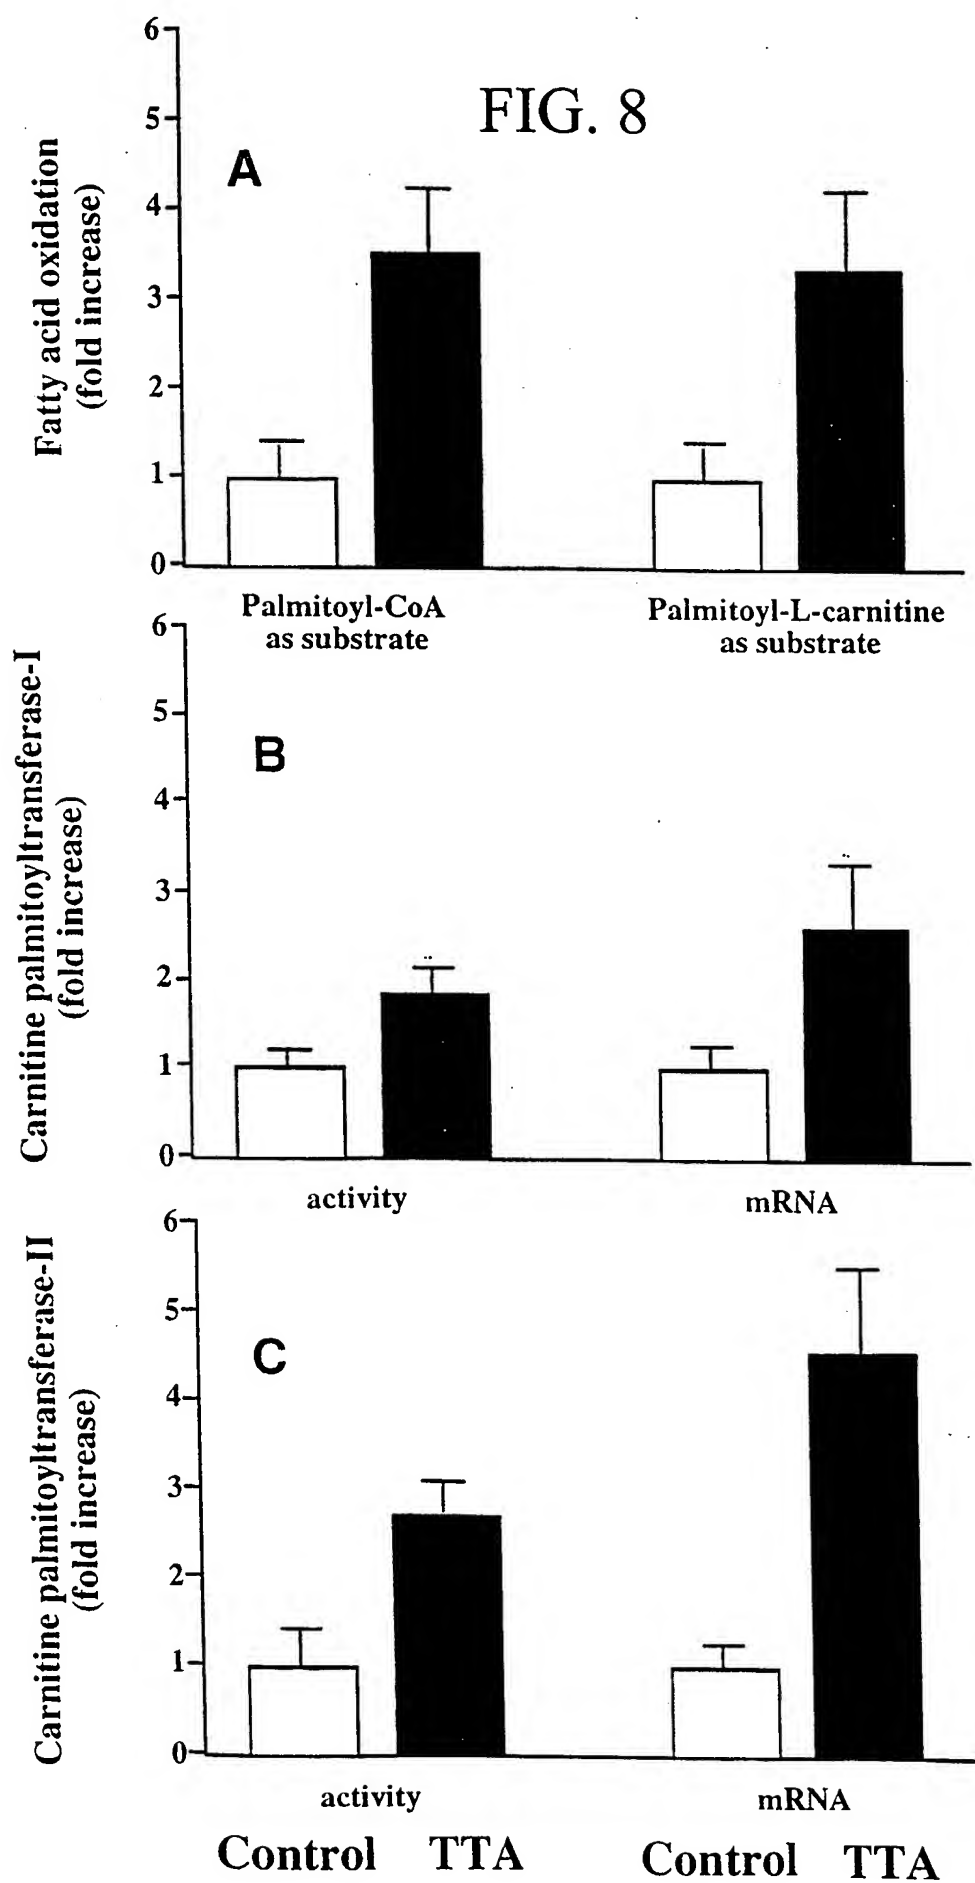 FIG. 8
A
Fatty acid oxidation
(fold increase)
6
5
4
3
2
1
0
Palmitoyl-CoA
as substrate
Palmitoyl-L-carnitine
as substrate
B
Carnitine palmitoyltransferase-I
(fold increase)
6
5
4
3
2
1
0
activity
mRNA
C
Carnitine palmitoyltransferase-II
(fold increase)
6
5
4
3
2
1
0
activity
mRNA
Control TTA
Control TTA